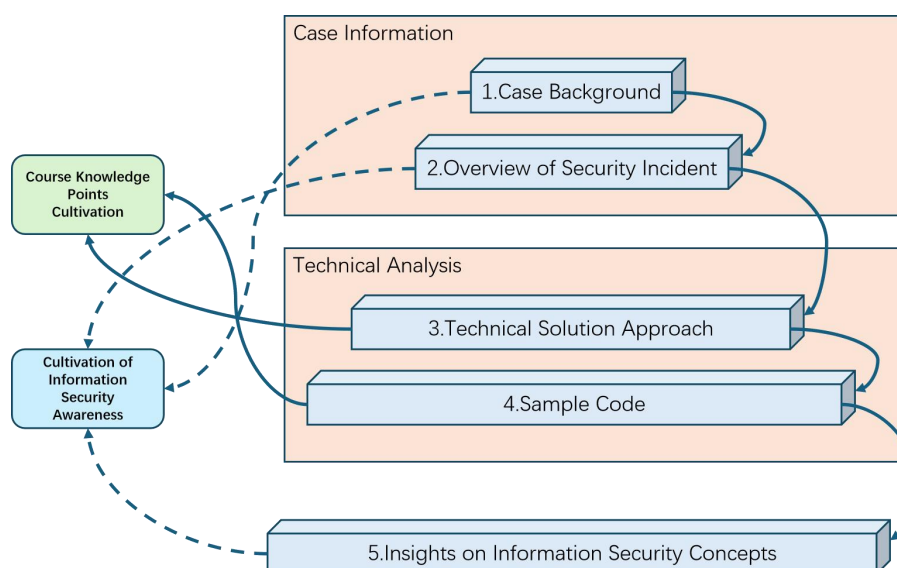 Case Information
1.Case Background
2.Overview of Security Incident
Course Knowledge
Points
Cultivation
Technical Analysis
3.Technical Solution Approach
Cultivation of
Information
Security
Awareness
4.Sample Code
5.Insights on Information Security Concepts